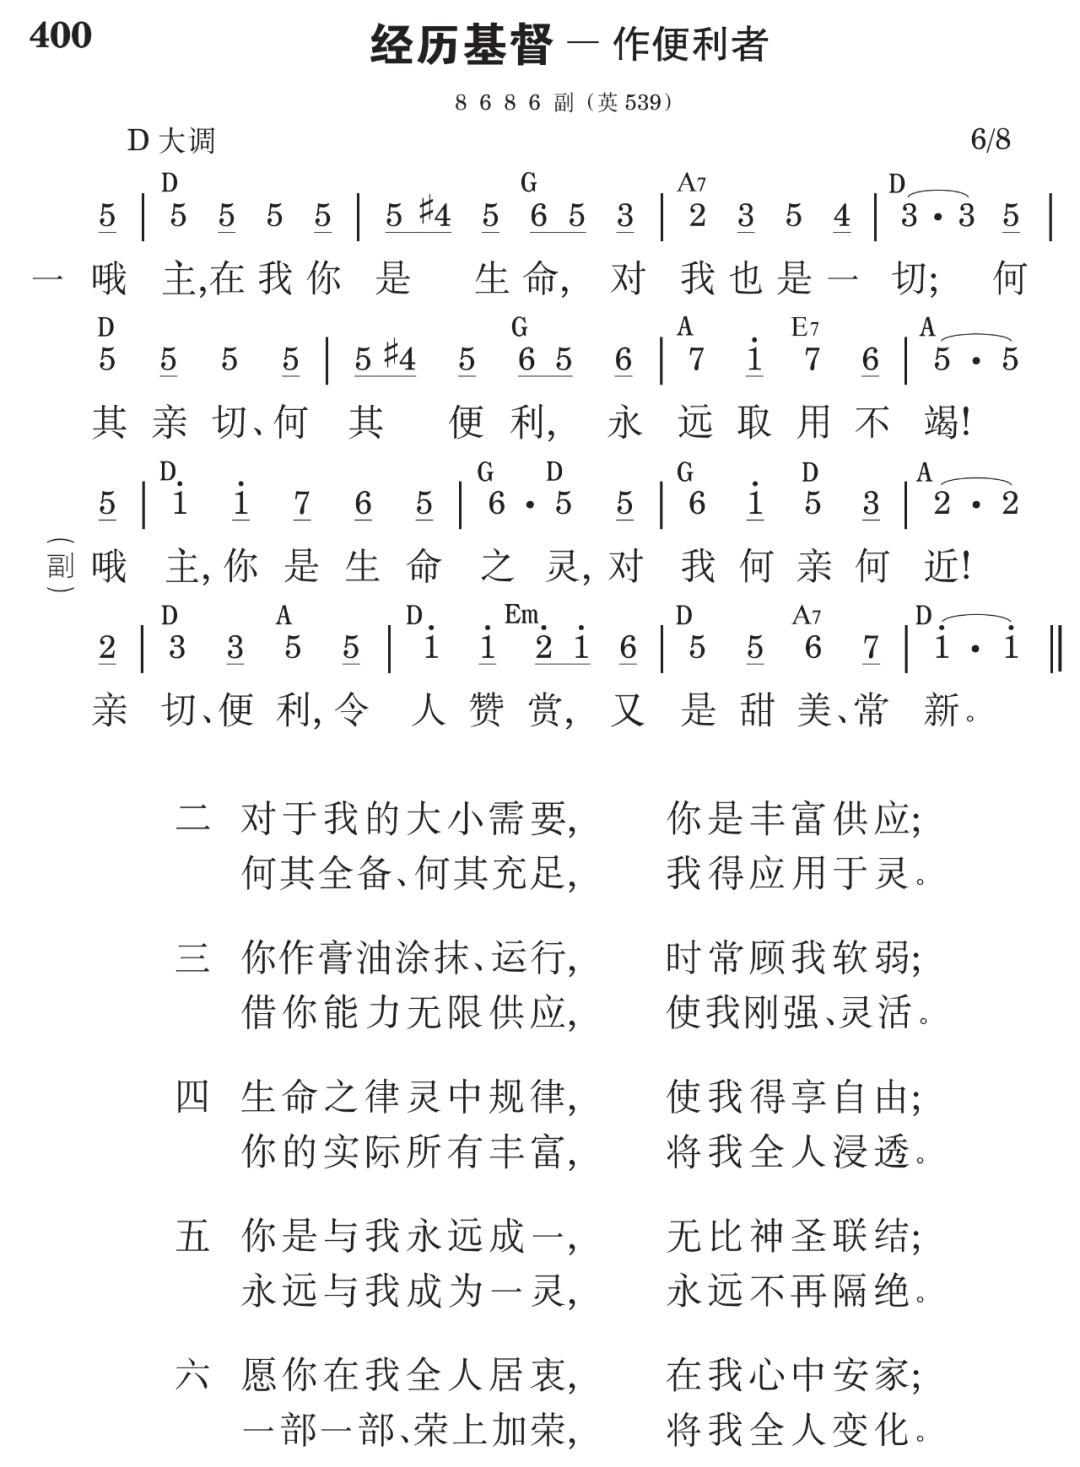 400
经历基督 — 作便利者
8 6 8 6 副（英 539）
D 大调 6/8
D G A7 D
5 | 5 5 5 5 | 5 #4 5 6 5 3 | 2 3 5 4 | 3 · 3 5 |
一 哦 主,在我你 是 生命, 对 我也是一 切; 何
D G A E7 A
5 5 5 5 | 5 #4 5 6 5 6 | 7 i 7 6 | 5 · 5
其亲切、何 其 便利, 永 远取用不 竭!
D G D G D A
5 | i i 7 6 5 | 6 · 5 5 | 6 i 5 3 | 2 · 2
(副) 哦 主,你是生命 之灵,对 我何亲何 近!
D A D Em D A7 D
2 | 3 3 5 5 | i i 2̇ i 6 | 5 5 6 7 | i · i ‖
亲 切、便利,令 人赞赏, 又 是甜美、常 新。
二 对于我的大小需要, 你是丰富供应;
何其全备、何其充足, 我得应用于灵。
三 你作膏油涂抹、运行, 时常顾我软弱;
借你能力无限供应, 使我刚强、灵活。
四 生命之律灵中规律, 使我得享自由;
你的实际所有丰富, 将我全人浸透。
五 你是与我永远成一, 无比神圣联结;
永远与我成为一灵, 永远不再隔绝。
六 愿你在我全人居衷, 在我心中安家;
一部一部、荣上加荣, 将我全人变化。